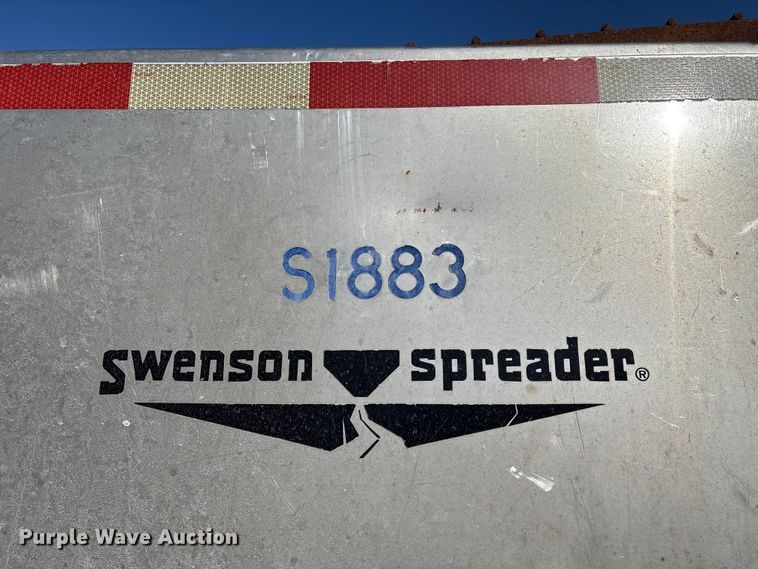 S1883
Swenson spreader®
Purple Wave Auction